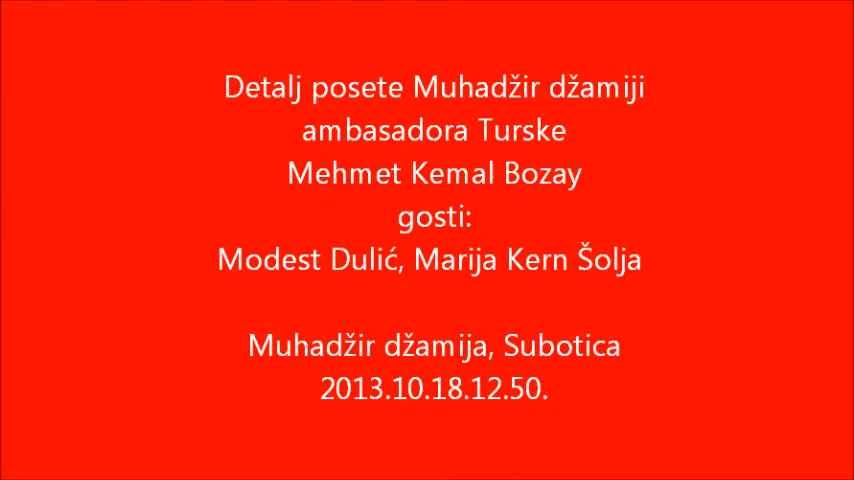 Detalj posete Muhadžir džamiji
ambasadora Turske
Mehmet Kemal Bozay
gosti:
Modest Dulić, Marija Kern Šolja
Muhadžir džamija, Subotica
2013.10.18.12.50.